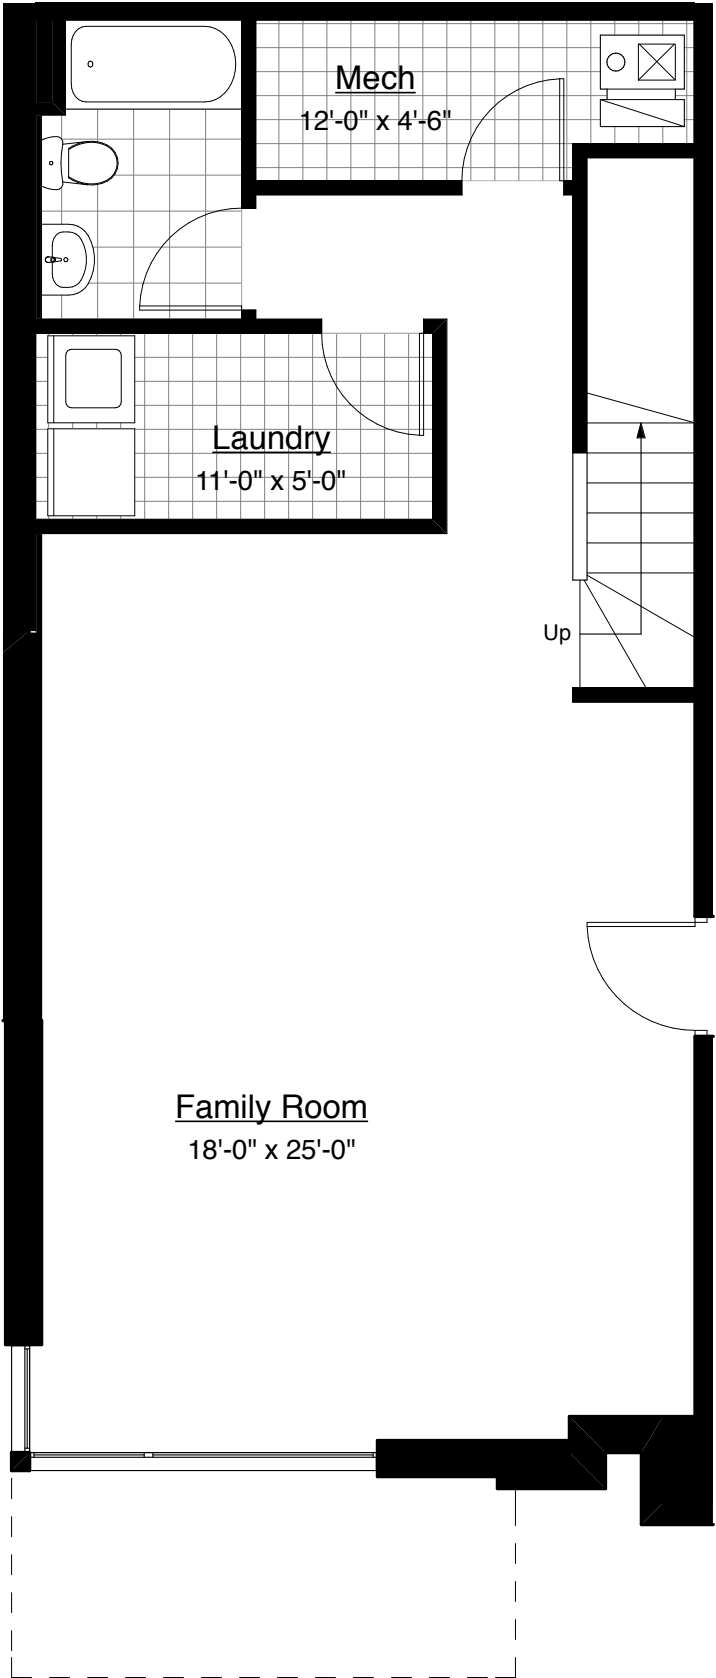 Mech
12'-0" x 4'-6"
Laundry
11'-0" x 5'-0"
Up
Family Room
18'-0" x 25'-0"